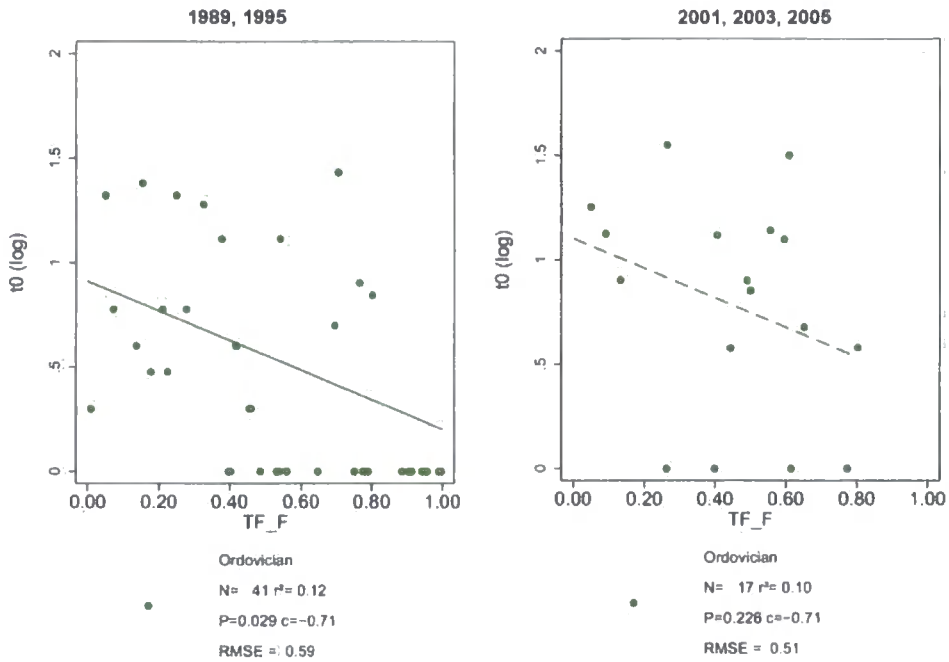 1989, 1995
2
1.5
1
.5
0
t0 (log)
0.00 0.20 0.40 0.60 0.80 1.00
TF_F
Ordovician
N= 41 r²= 0.12
P=0.029 c=-0.71
RMSE = 0.59
2001, 2003, 2005
2
1.5
1
.5
0
t0 (log)
0.00 0.20 0.40 0.60 0.80 1.00
TF_F
Ordovician
N= 17 r²= 0.10
P=0.226 c=-0.71
RMSE = 0.51